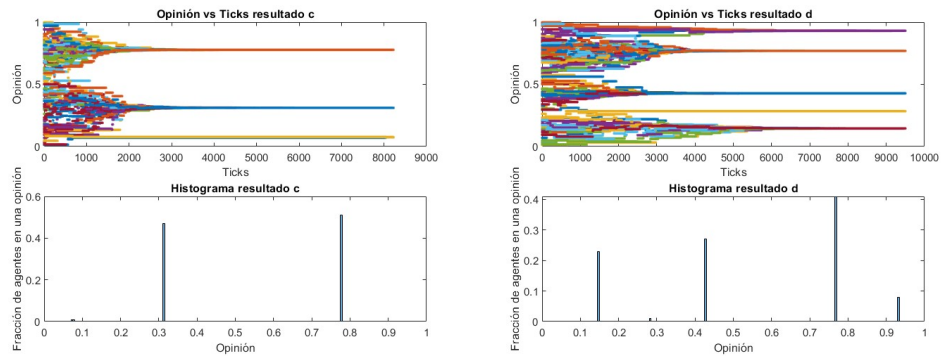 Opinión vs Ticks resultado c
1
0.5
0
Opinión
0 1000 2000 3000 4000 5000 6000 7000 8000 9000
Ticks
Opinión vs Ticks resultado d
1
0.5
0
Opinión
0 1000 2000 3000 4000 5000 6000 7000 8000 9000 10000
Ticks
Histograma resultado c
0.6
0.4
0.2
0
Fracción de agentes en una opinión
0 0.1 0.2 0.3 0.4 0.5 0.6 0.7 0.8 0.9 1
Opinión
Histograma resultado d
0.4
0.3
0.2
0.1
0
Fracción de agentes en una opinión
0 0.1 0.2 0.3 0.4 0.5 0.6 0.7 0.8 0.9 1
Opinión